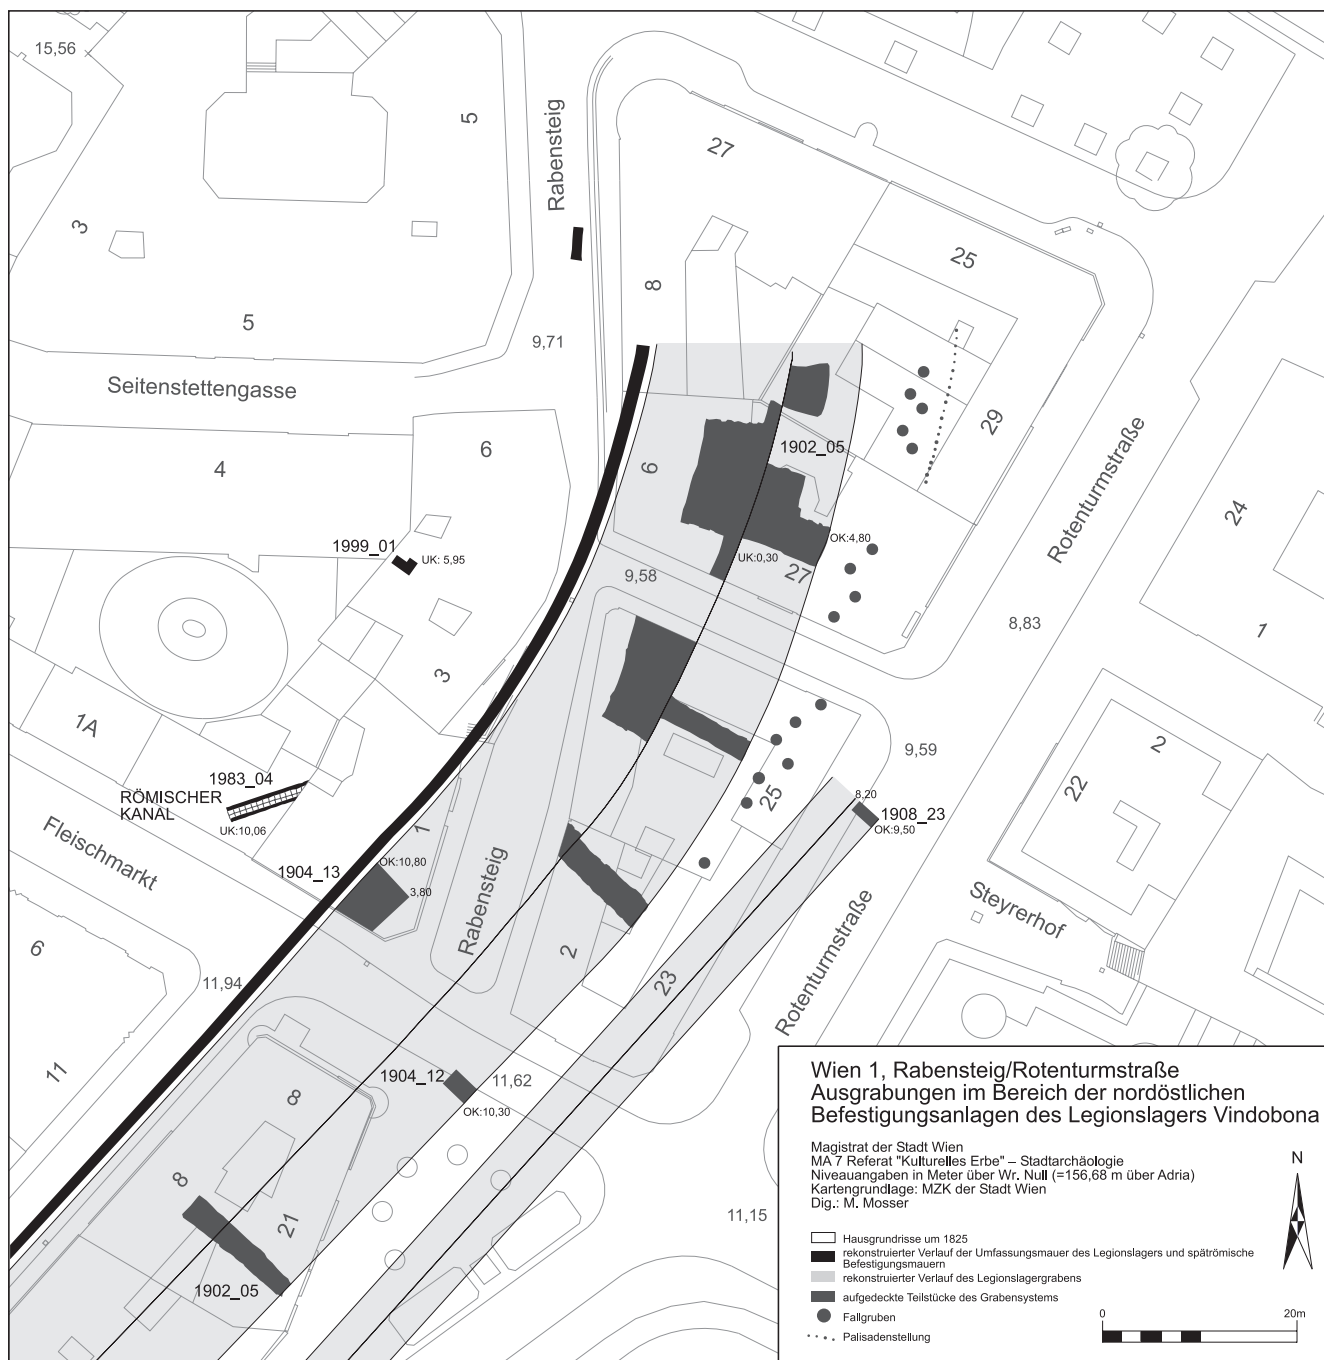 15,56
5
Rabensteig
27
3
25
8
5
9,71
Seitenstettengasse
29
6
4
6
1902_05
Rotenturmstraße
24
1999_01
UK: 5,95
OK:4,80
UK:0,30
9,58
27
8,83
1
3
1A
9,59
2
1983_04
RÖMISCHER
KANAL
UK:10,06
25
22
8,20
1908_23
OK:9,50
Fleischmarkt
1
OK:10,80
1904_13
3,80
Rabensteig
Steyrerhof
6
2
11,94
23
Rotenturmstraße
11
1904_12
11,62
8
OK:10,30
8
21
11,15
1902_05
Wien 1, Rabensteig/Rotenturmstraße
Ausgrabungen im Bereich der nordöstlichen
Befestigungsanlagen des Legionslagers Vindobona
Magistrat der Stadt Wien
MA 7 Referat "Kulturelles Erbe" – Stadtarchäologie
Niveauangaben in Meter über Wr. Null (=156,68 m über Adria)
Kartengrundlage: MZK der Stadt Wien
Dig.: M. Mosser
N
Hausgrundrisse um 1825
rekonstruierter Verlauf der Umfassungsmauer des Legionslagers und spätrömische
Befestigungsmauern
rekonstruierter Verlauf des Legionslagergrabens
aufgedeckte Teilstücke des Grabensystems
Fallgruben
Palisadenstellung
0 20m